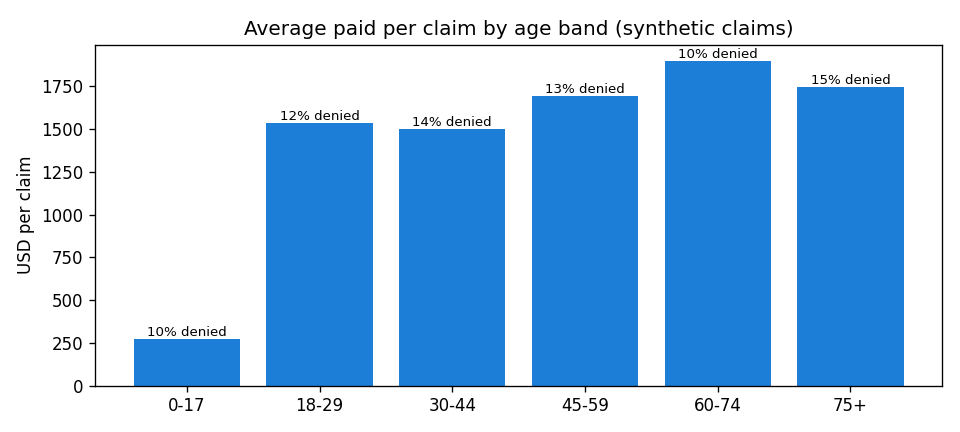 Average paid per claim by age band (synthetic claims)
USD per claim
1750
1500
1250
1000
750
500
250
0
10% denied
12% denied
14% denied
13% denied
10% denied
15% denied
0-17
18-29
30-44
45-59
60-74
75+